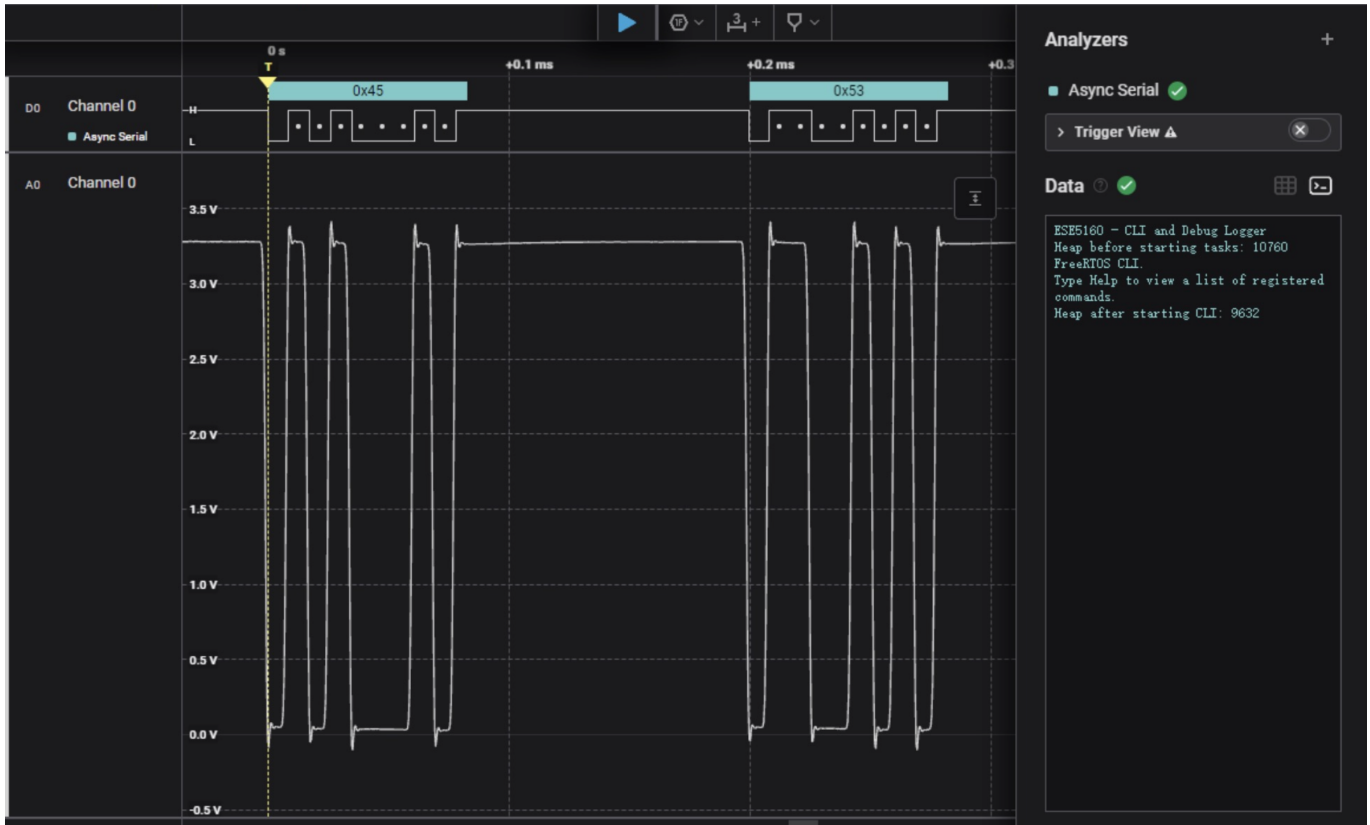 0 s
T
+0.1 ms
+0.2 ms
+0.3
3
+
1F
D0 Channel 0
Async Serial
H
L
0x45
0x53
A0 Channel 0
3.5 V
3.0 V
2.5 V
2.0 V
1.5 V
1.0 V
0.5 V
0.0 V
-0.5 V
Analyzers +
Async Serial
> Trigger View
Data
ESE5160 - CLI and Debug Logger
Heap before starting tasks: 10760
FreeRTOS CLI.
Type Help to view a list of registered
commands.
Heap after starting CLI: 9632